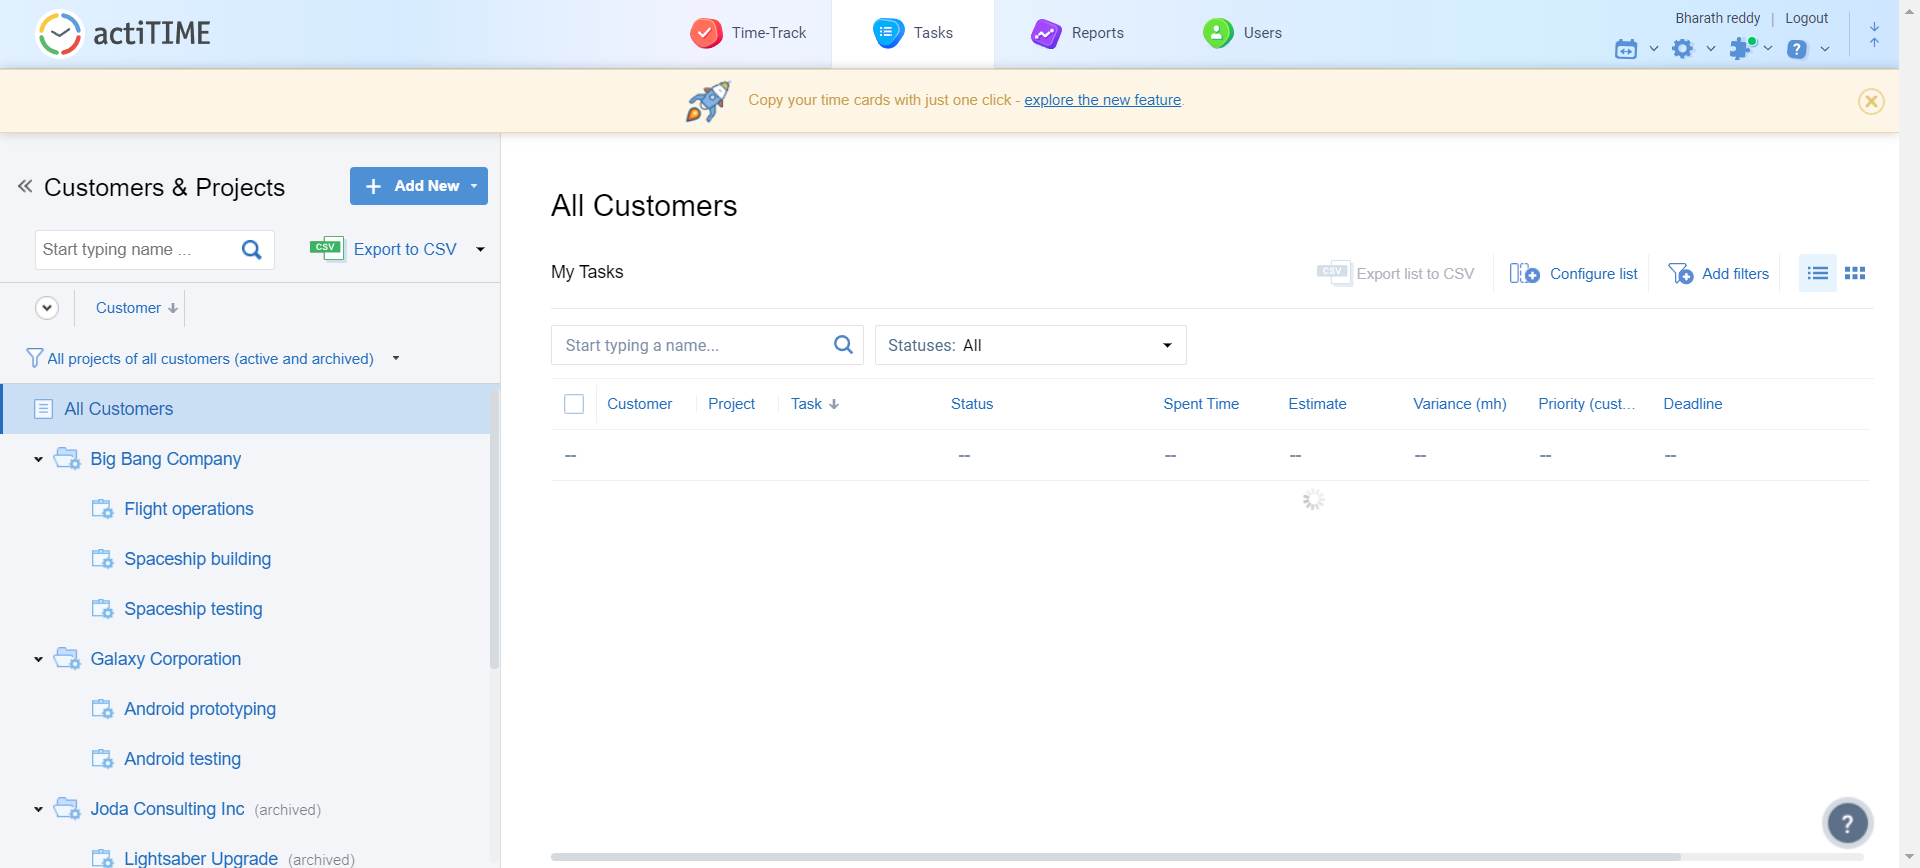 actiTIME
Time-Track
Tasks
Reports
Users
Bharath reddy | Logout
Copy your time cards with just one click - explore the new feature.
Customers & Projects
Add New
Start typing name ...
CSV Export to CSV
Customer
All projects of all customers (active and archived)
All Customers
Big Bang Company
Flight operations
Spaceship building
Spaceship testing
Galaxy Corporation
Android prototyping
Android testing
Joda Consulting Inc (archived)
Lightsaber Upgrade (archived)
All Customers
My Tasks
CSV Export list to CSV
Configure list
Add filters
Start typing a name...
Statuses: All
Customer Project Task Status Spent Time Estimate Variance (mh) Priority (cust... Deadline
-- -- -- -- -- -- --
?